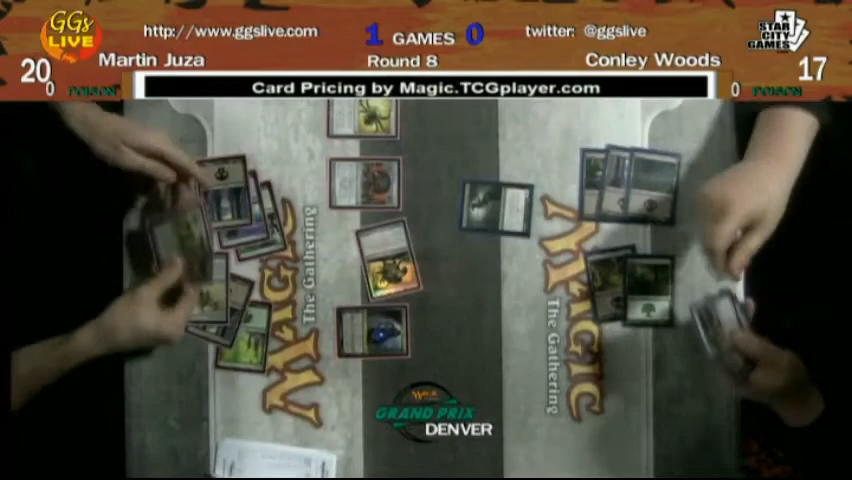 GGs
LIVE
http://www.ggslive.com
1 GAMES 0
twitter: @ggslive
STAR
CITY
GAMES
20
Martin Juza
Round 8
Conley Woods
17
0 POISON
Card Pricing by Magic.TCGplayer.com
0 POISON
MAGIC
The Gathering
MAGIC
The Gathering
MAGIC
GRAND PRIX
DENVER